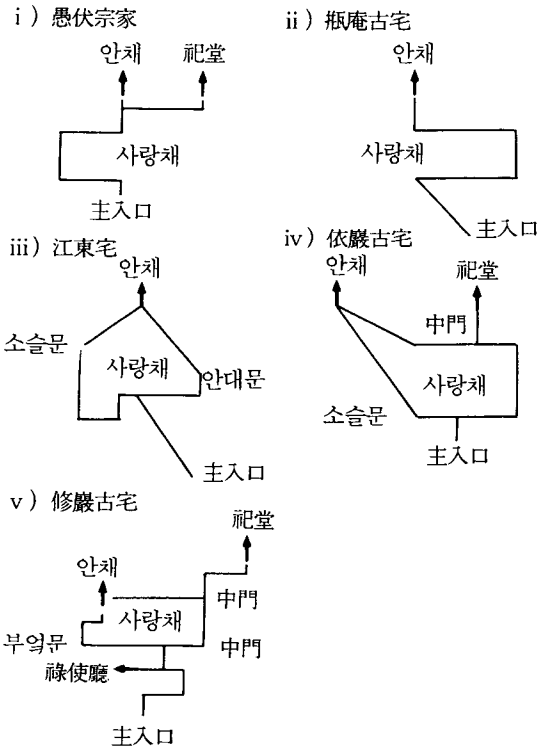 i ) 愚伏宗家
안채 祀堂
사랑채
主入口
ii ) 甁庵古宅
안채
사랑채
主入口
iii ) 江東宅
안채
소슬문
사랑채
안대문
主入口
iv ) 依巖古宅
안채
祀堂
中門
사랑채
소슬문
主入口
v ) 修巖古宅
祀堂
안채
中門
사랑채
부엌문
中門
祿使廳
主入口